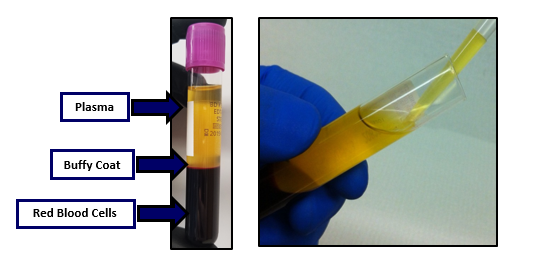 Plasma
Buffy Coat
Red Blood Cells